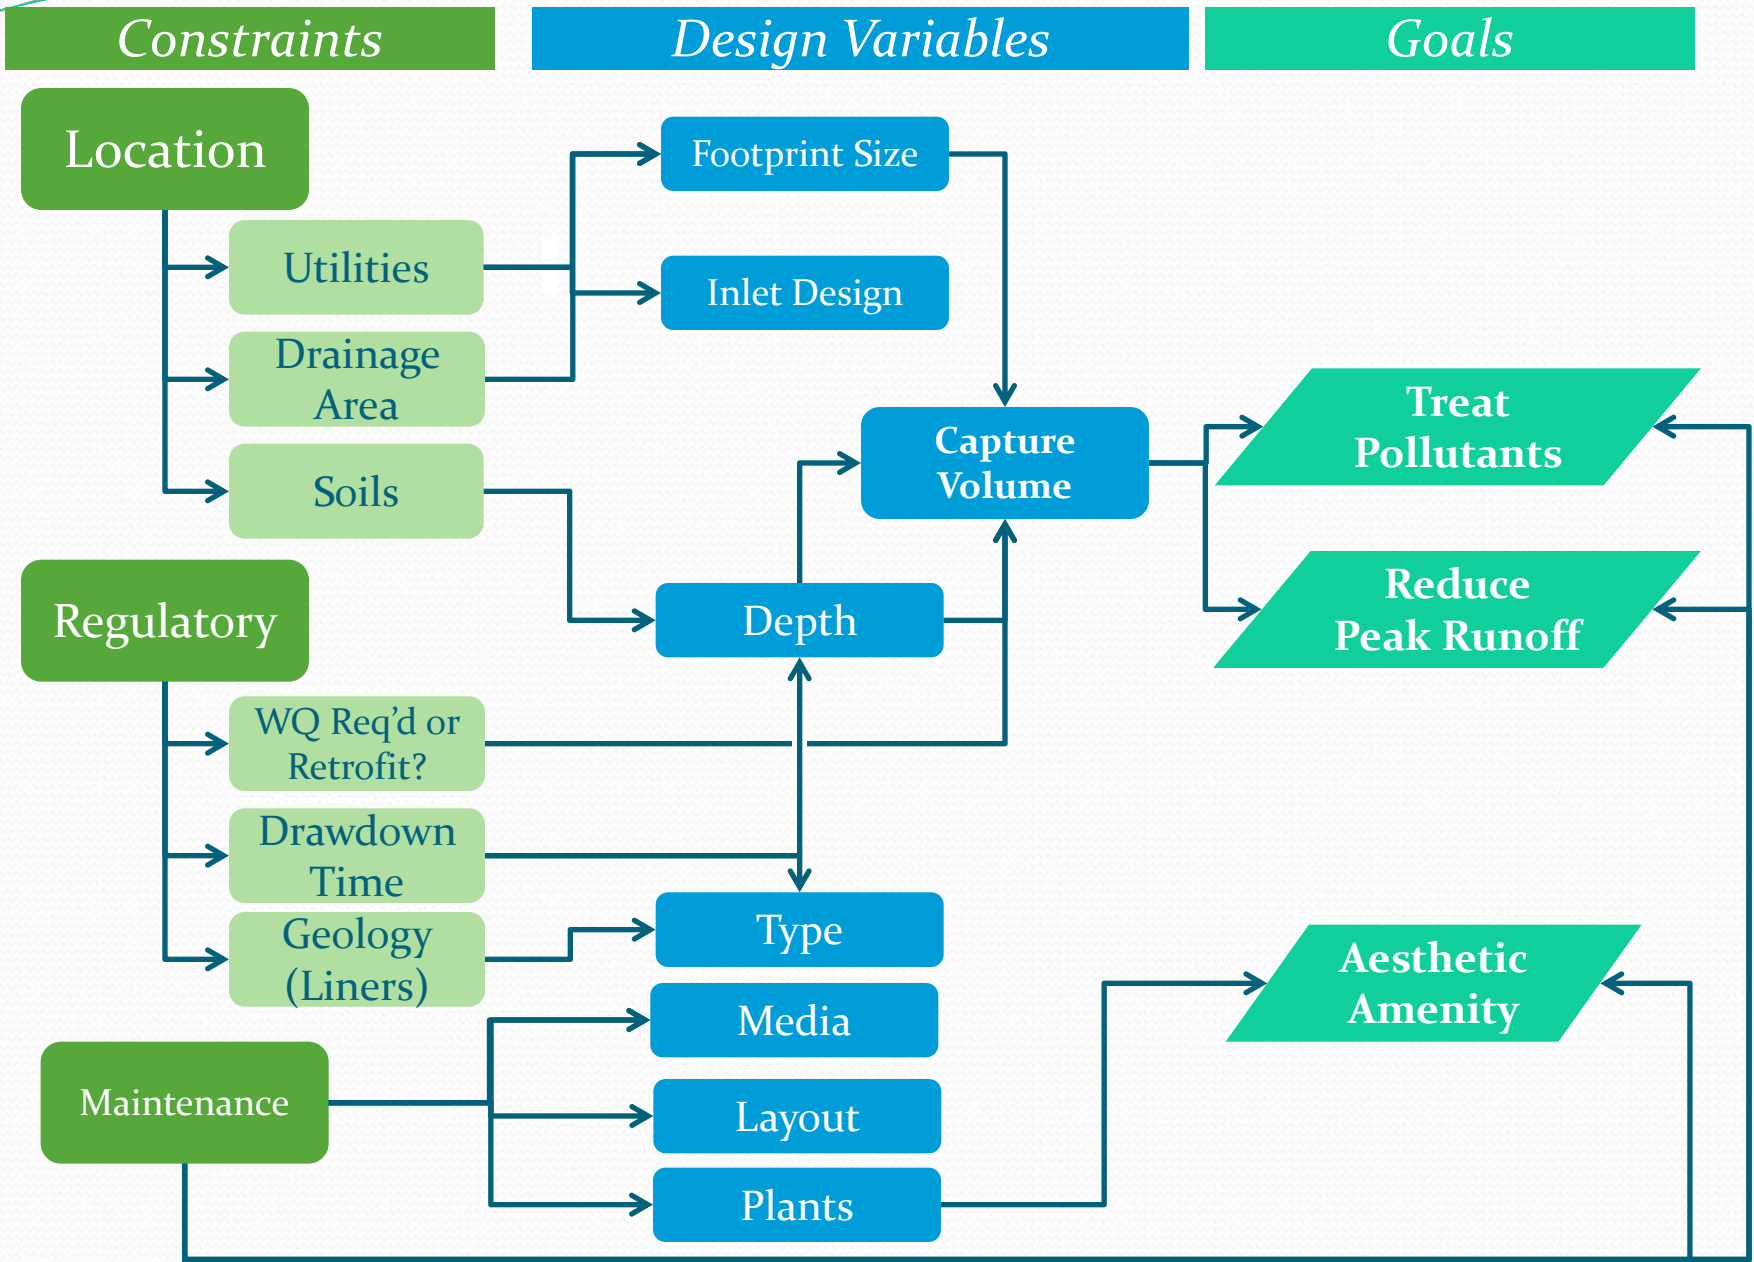 Constraints
Design Variables
Goals
Location
Utilities
Drainage
Area
Soils
Regulatory
WQ Req’d or
Retrofit?
Drawdown
Time
Geology
(Liners)
Maintenance
Footprint Size
Inlet Design
Capture
Volume
Depth
Type
Media
Layout
Plants
Treat
Pollutants
Reduce
Peak Runoff
Aesthetic
Amenity